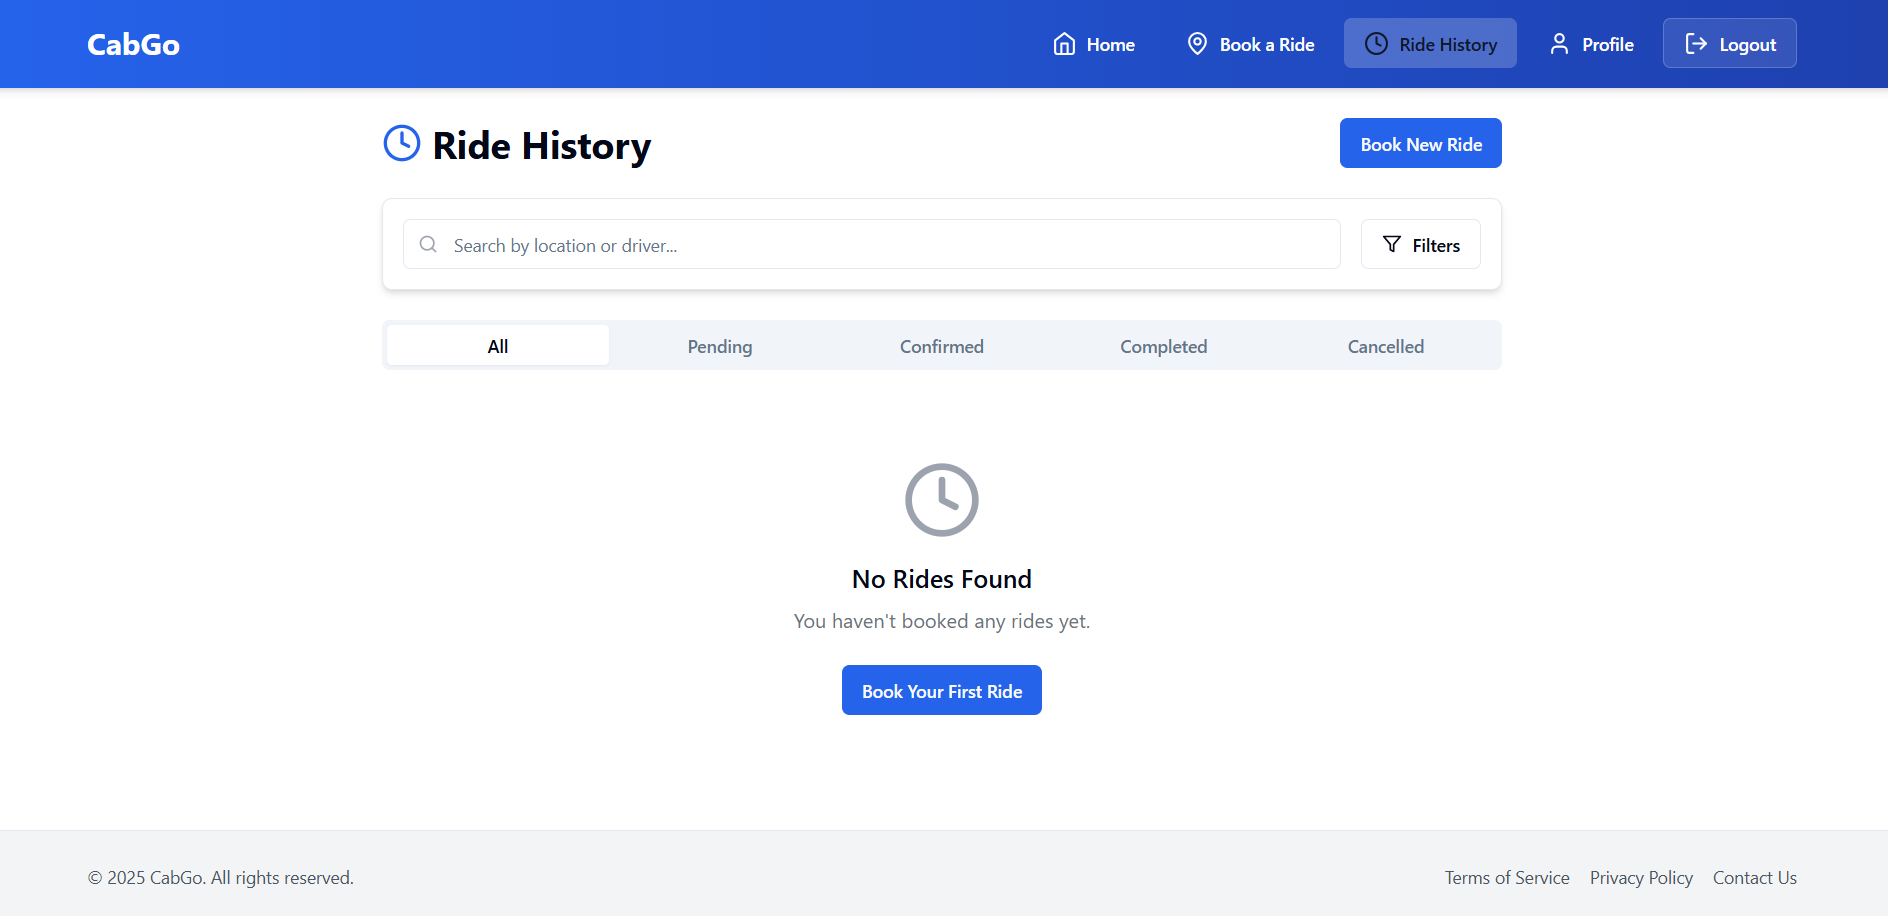 CabGo
Home
Book a Ride
Ride History
Profile
Logout
Ride History
Book New Ride
Search by location or driver...
Filters
All
Pending
Confirmed
Completed
Cancelled
No Rides Found
You haven't booked any rides yet.
Book Your First Ride
© 2025 CabGo. All rights reserved.
Terms of Service
Privacy Policy
Contact Us